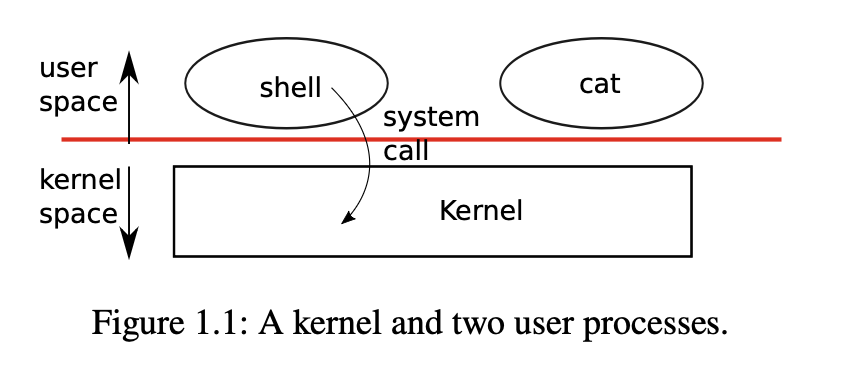 user
space
shell
cat
system
call
kernel
space
Kernel
Figure 1.1: A kernel and two user processes.